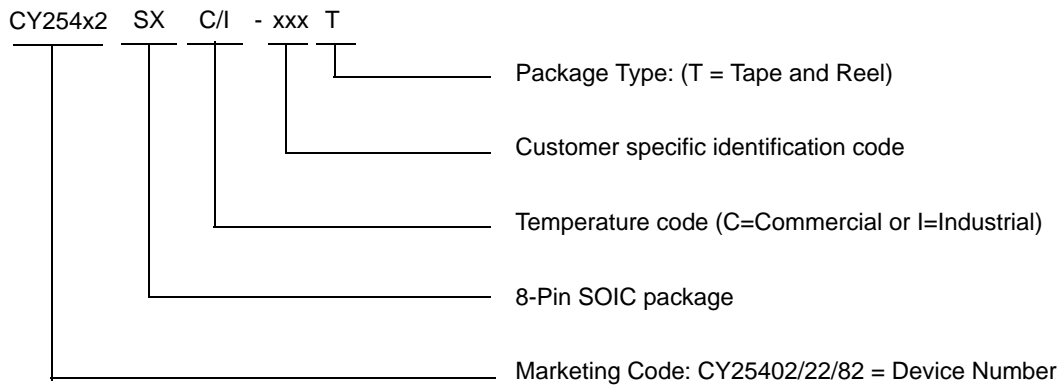 CY254x2 SX C/I - xxx T
Package Type: (T = Tape and Reel)
Customer specific identification code
Temperature code (C=Commercial or I=Industrial)
8-Pin SOIC package
Marketing Code: CY25402/22/82 = Device Number